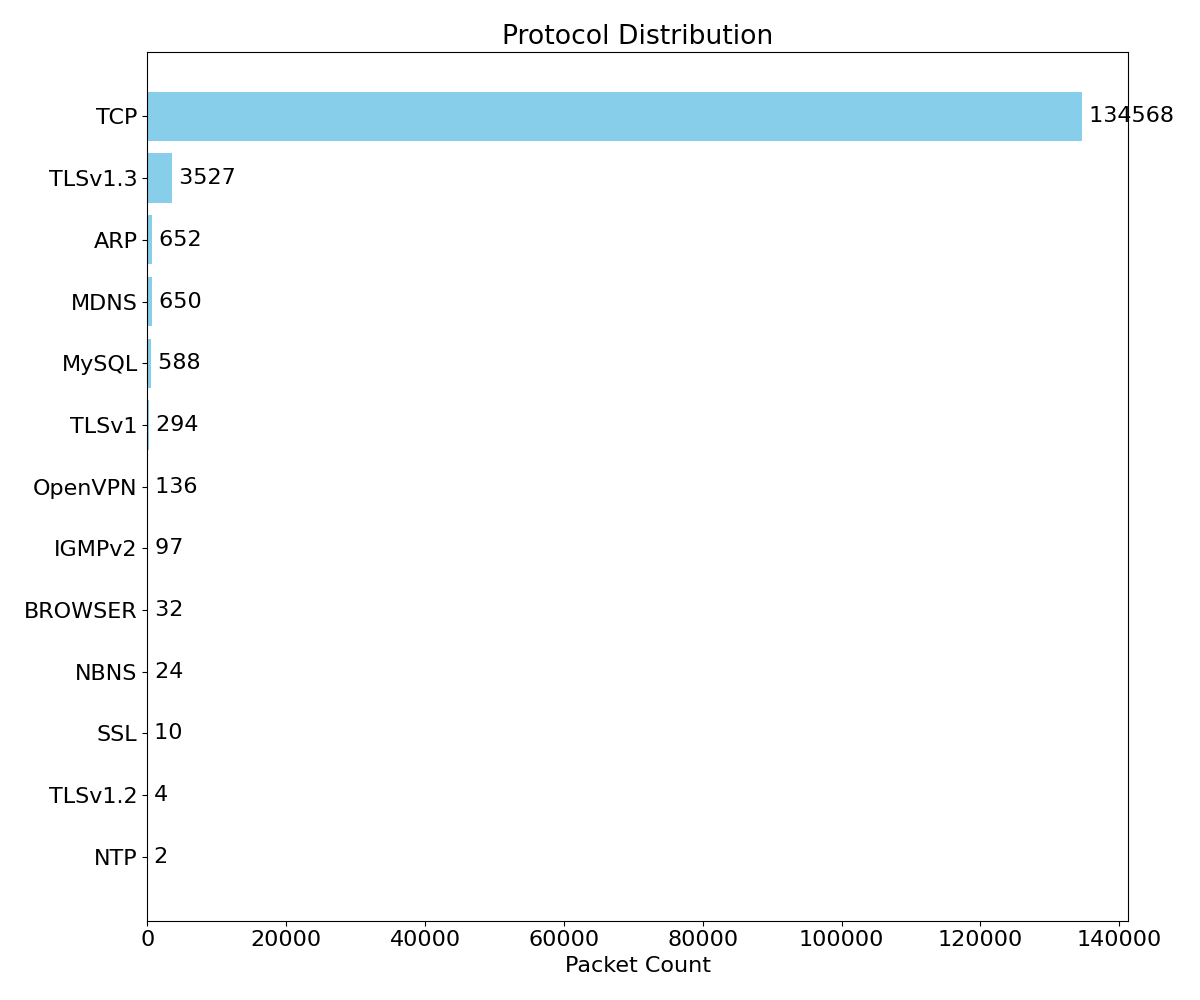 Protocol Distribution
TCP 134568
TLSv1.3 3527
ARP 652
MDNS 650
MySQL 588
TLSv1 294
OpenVPN 136
IGMPv2 97
BROWSER 32
NBNS 24
SSL 10
TLSv1.2 4
NTP 2
0 20000 40000 60000 80000 100000 120000 140000
Packet Count